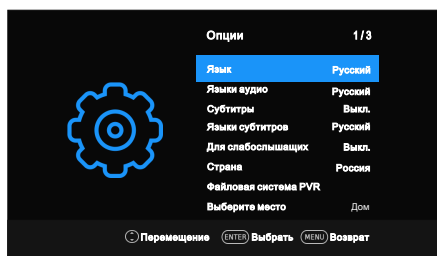 Опции 1/3
Язык Русский
Языки аудио Русский
Субтитры Выкл.
Языки субтитров Русский
Для слабослышащих Выкл.
Страна Россия
Файловая система PVR
Выберите место Дом
Перемещение ENTER Выбрать MENU Возврат